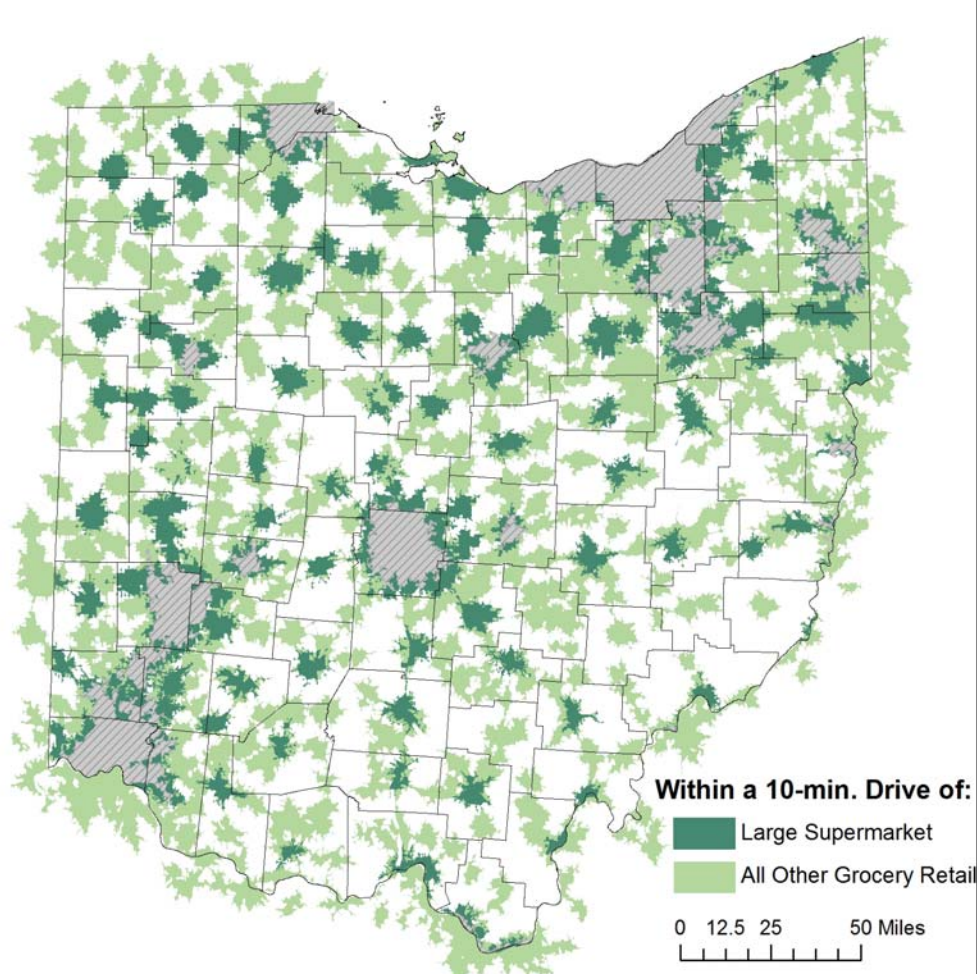 Within a 10-min. Drive of:
Large Supermarket
All Other Grocery Retail
0 12.5 25 50 Miles